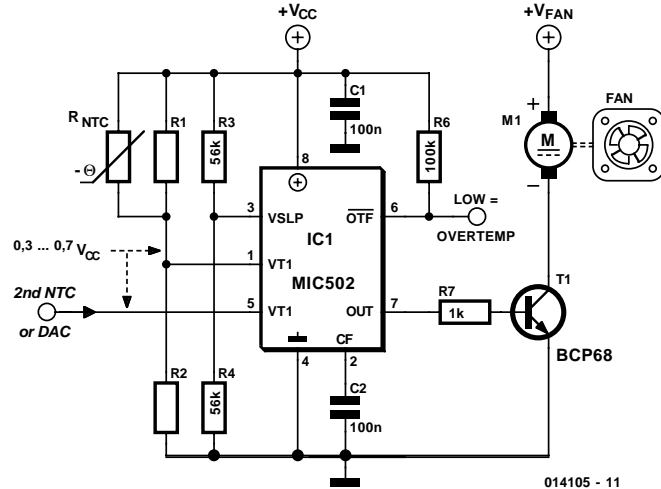 +VCC
+VFAN
RNTC
-Θ
R1
R3
56k
C1
100n
R6
100k
M1
+
M
–
FAN
8
3
VSLP
OTF
6
LOW =
OVERTEMP
IC1
0,3 ... 0,7 VCC
1
VT1
MIC502
2nd NTC
or DAC
5
VT1
OUT
7
R7
1k
T1
BCP68
CF
4
2
R2
R4
56k
C2
100n
014105 - 11